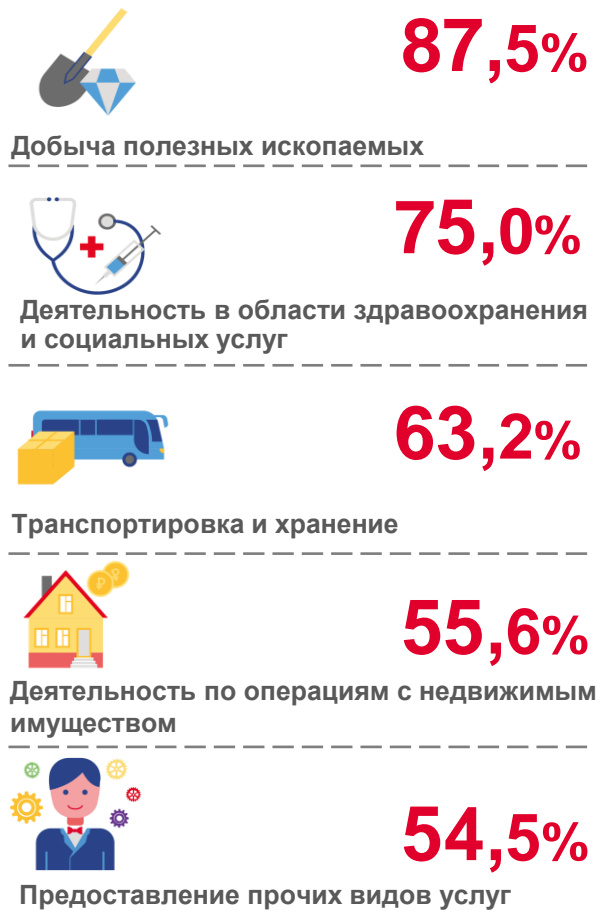 87,5%
Добыча полезных ископаемых
75,0%
Деятельность в области здравоохранения
и социальных услуг
63,2%
Транспортировка и хранение
₽ ₽
55,6%
Деятельность по операциям с недвижимым
имуществом
54,5%
Предоставление прочих видов услуг